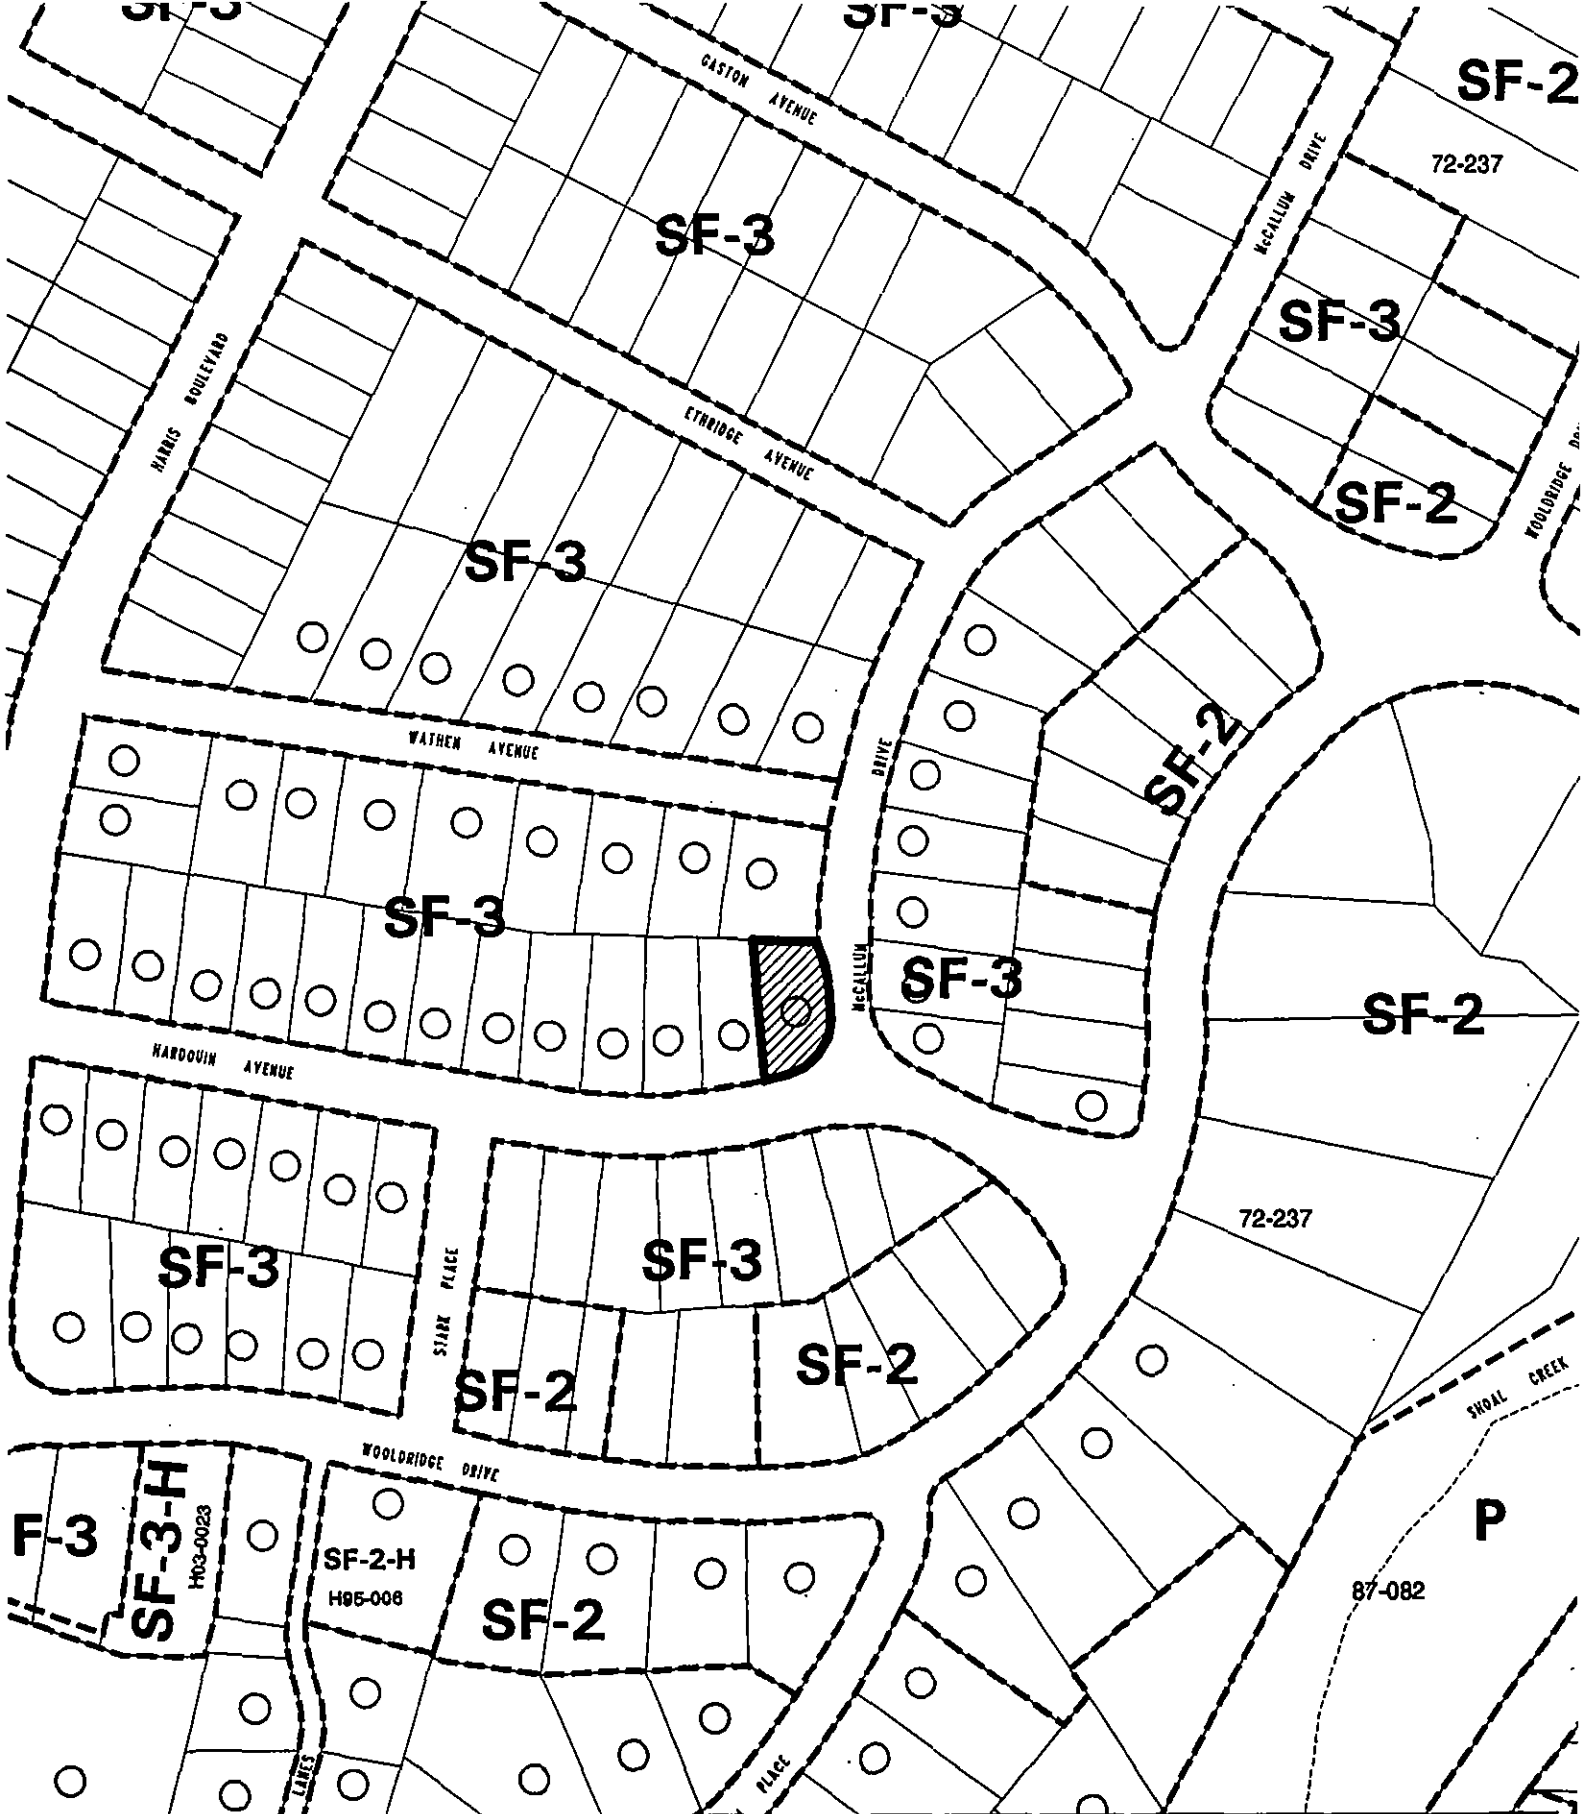 SF-3
SF-3
GASTON AVENUE
SF-2
72-237
McCALLUM DRIVE
SF-3
SF-3
HARRIS BOULEVARD
ETHRIDGE AVENUE
SF-2
WOOLDRIDGE
SF-3
SF-2
WATHEN AVENUE
McCALLUM DRIVE
SF-3
SF-3
SF-2
HARDOUIN AVENUE
72-237
SF-3
SF-3
STARK PLACE
SF-2
SF-2
SHOAL CREEK
WOOLDRIDGE DRIVE
F-3
SF-3-H
H03-0023
SF-2-H
H95-006
SF-2
P
87-082
LANES
PLACE